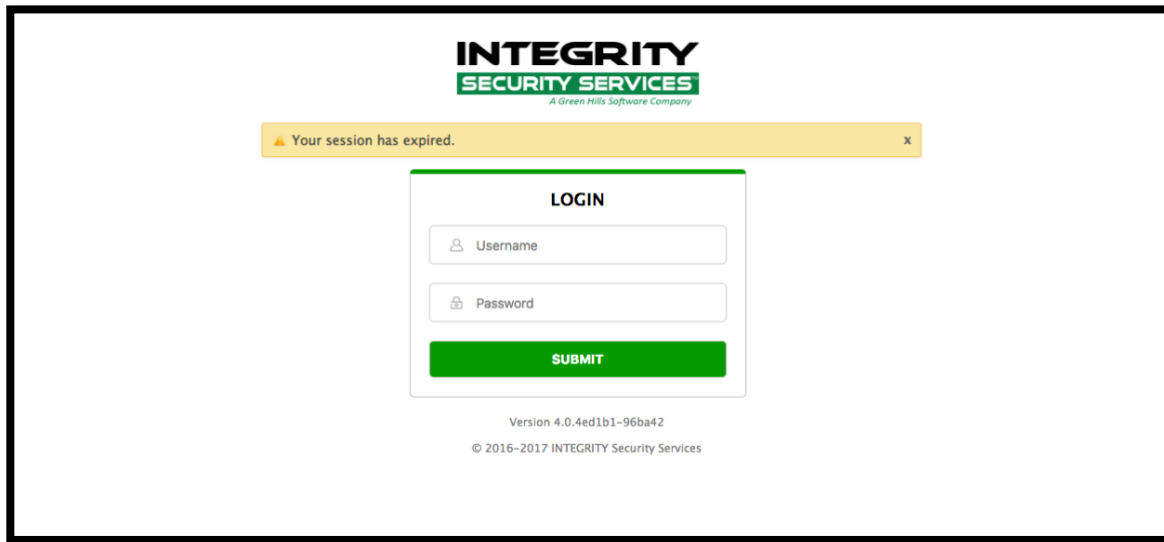 INTEGRITY
SECURITY SERVICES™
A Green Hills Software Company
Your session has expired. x
LOGIN
Username
Password
SUBMIT
Version 4.0.4ed1b1-96ba42
© 2016-2017 INTEGRITY Security Services